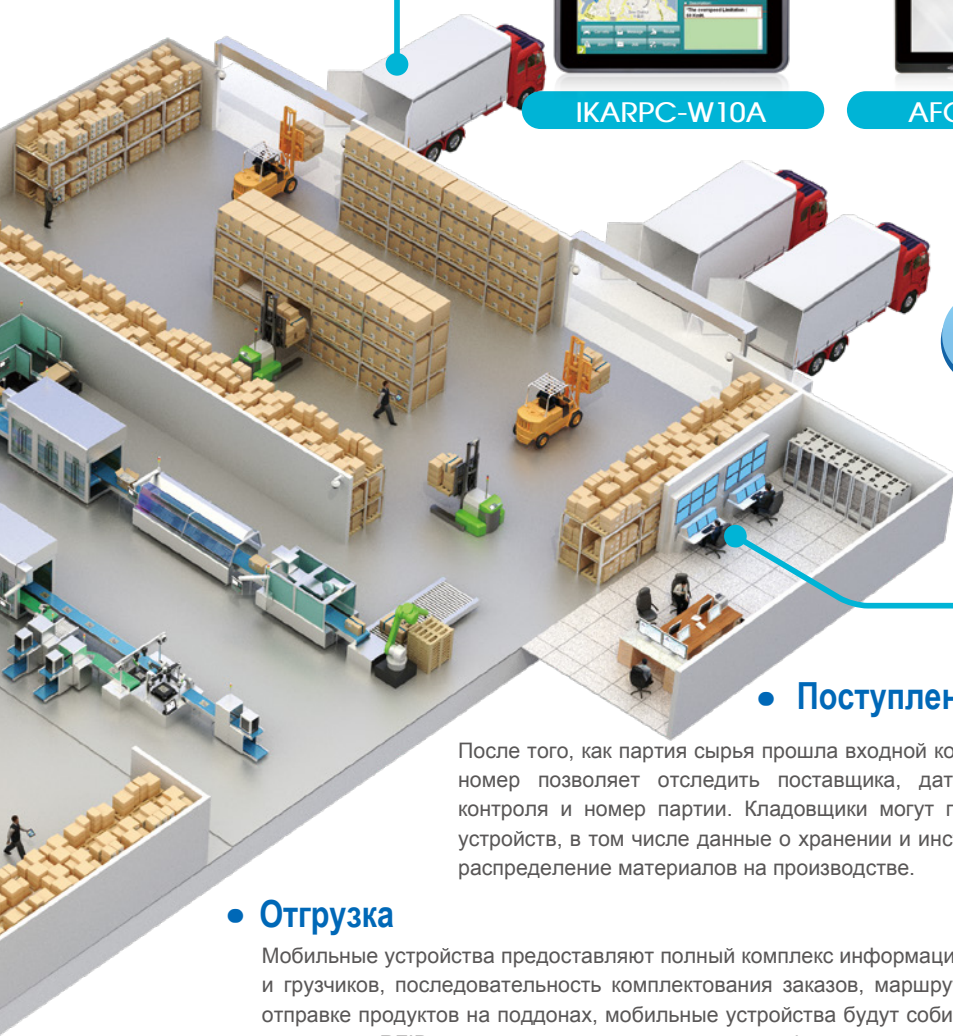 IKARPC-W10A
• Поступлен
После того, как партия сырья прошла входной ко
номер позволяет отследить поставщика, дат
контроля и номер партии. Кладовщики могут п
устройств, в том числе данные о хранении и инс
распределение материалов на производстве.
• Отгрузка
Мобильные устройства предоставляют полный комплекс информаци
и грузчиков, последовательность комплектования заказов, маршру
отправке продуктов на поддонах, мобильные устройства будут соби